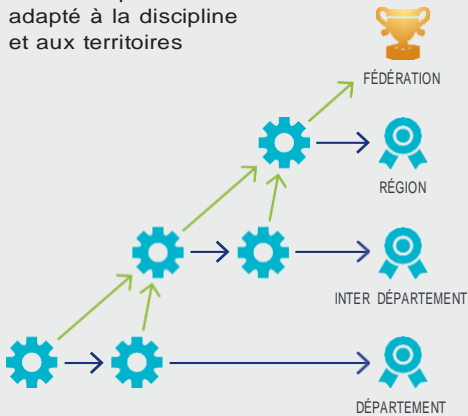 adapté à la discipline
et aux territoires
FÉDÉRATION
RÉGION
INTER DÉPARTEMENT
DÉPARTEMENT